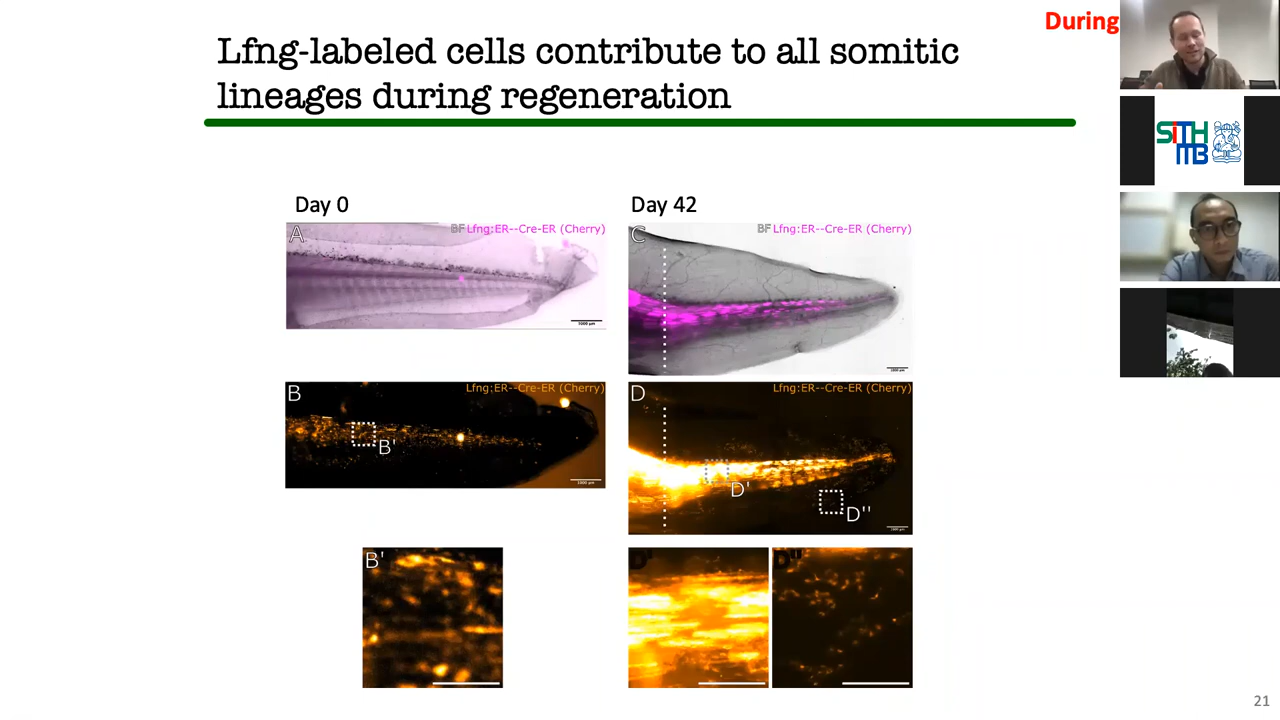 During
Lfng-labeled cells contribute to all somitic
lineages during regeneration
SiTH
MB
Day 0
Day 42
A
BF Lfng:ER--Cre-ER (Cherry)
C
BF Lfng:ER--Cre-ER (Cherry)
B
Lfng:ER--Cre-ER (Cherry)
B'
D
Lfng:ER--Cre-ER (Cherry)
D'
D''
B'
D'
D''
21